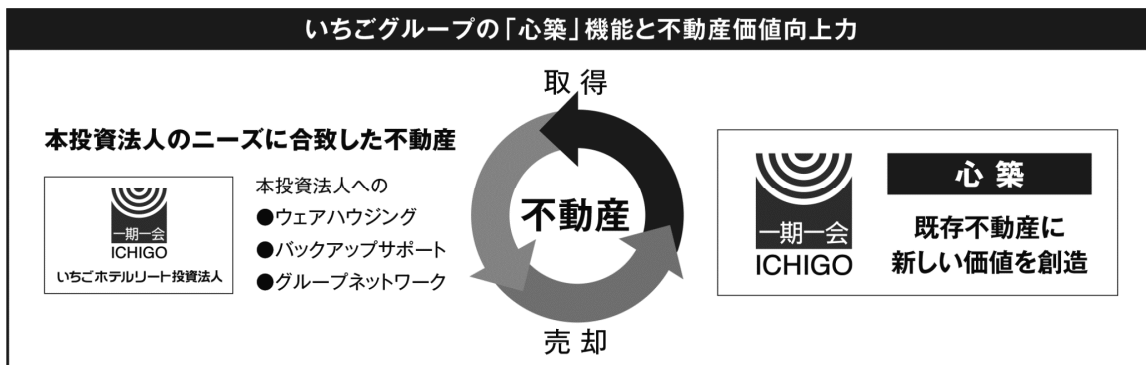 いちごグループの「心築」機能と不動産価値向上力
取得
本投資法人のニーズに合致した不動産
一期一会
ICHIGO
いちごホテルリート投資法人
本投資法人への
●ウェアハウジング
●バックアップサポート
●グループネットワーク
不動産
売却
一期一会
ICHIGO
心築
既存不動産に
新しい価値を創造